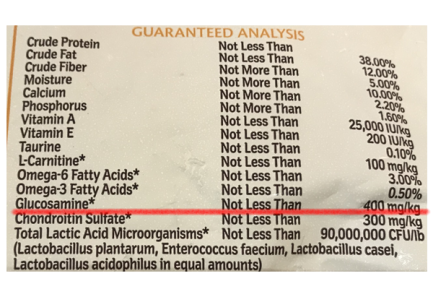 GUARANTEED ANALYSIS
Crude Protein Not Less Than 38.00%
Crude Fat Not Less Than 12.00%
Crude Fiber Not More Than 5.00%
Moisture Not More Than 10.00%
Calcium Not Less Than 2.20%
Phosphorus Not Less Than 1.60%
Vitamin A Not Less Than 25,000 IU/kg
Vitamin E Not Less Than 200 IU/kg
Taurine Not Less Than 0.10%
L-Carnitine* Not Less Than 100 mg/kg
Omega-6 Fatty Acids* Not Less Than 3.00%
Omega-3 Fatty Acids* Not Less Than 0.50%
Glucosamine* Not Less Than 400 mg/kg
Chondroitin Sulfate* Not Less Than 300 mg/kg
Total Lactic Acid Microorganisms* Not Less Than 90,000,000 CFU/lb
(Lactobacillus plantarum, Enterococcus faecium, Lactobacillus casei,
Lactobacillus acidophilus in equal amounts)